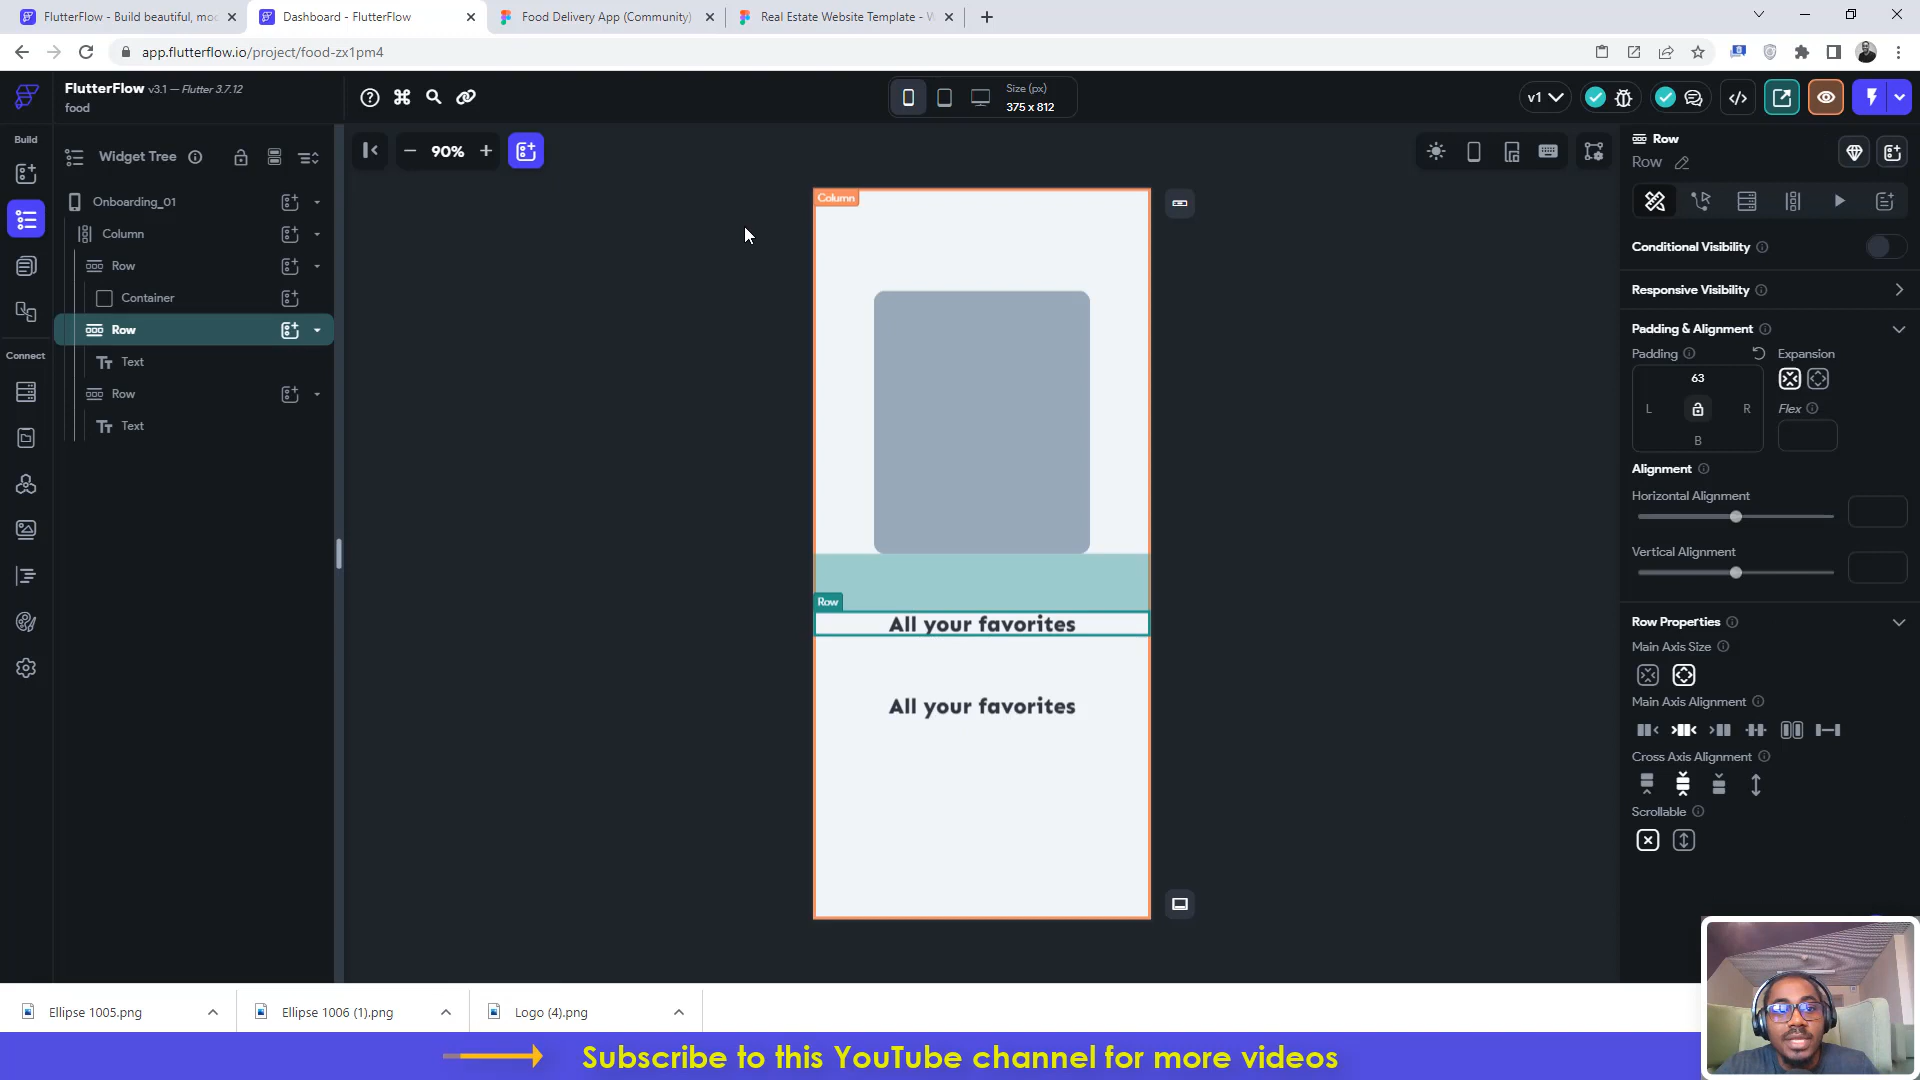 FlutterFlow - Build beautiful, mod
Dashboard - FlutterFlow
Food Delivery App (Community)
Real Estate Website Template - W
app.flutterflow.io/project/food-zx1pm4
FlutterFlow v3.1 — Flutter 3.7.12
food
Size (px)
375 x 812
v1
Build
Widget Tree
90%
Onboarding_01
Column
Row
Container
Row
Text
Row
Text
Connect
Column
Row
All your favorites
All your favorites
Row
Row
Conditional Visibility
Responsive Visibility
Padding & Alignment
Padding
Expansion
63
L
R
B
Flex
Alignment
Horizontal Alignment
Vertical Alignment
Row Properties
Main Axis Size
Main Axis Alignment
Cross Axis Alignment
Scrollable
Ellipse 1005.png
Ellipse 1006 (1).png
Logo (4).png
Subscribe to this YouTube channel for more videos